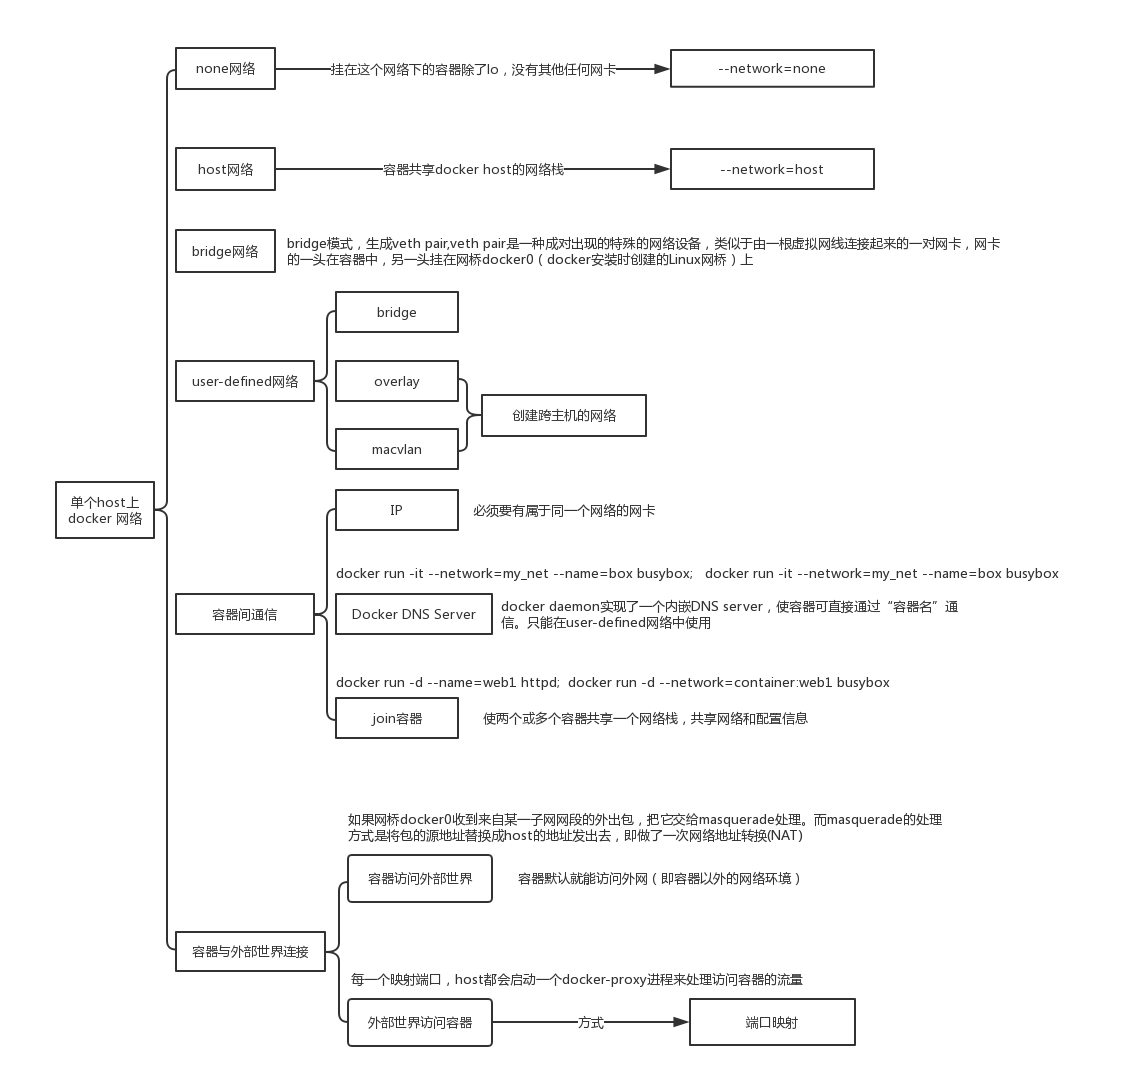 none网络
挂在这个网络下的容器除了lo，没有其他任何网卡
--network=none
host网络
容器共享docker host的网络栈
--network=host
bridge网络
bridge模式，生成veth pair,veth pair是一种成对出现的特殊的网络设备，类似于由一根虚拟网线连接起来的一对网卡，网卡
的一头在容器中，另一头挂在网桥docker0（docker安装时创建的Linux网桥）上
bridge
user-defined网络
overlay
创建跨主机的网络
macvlan
单个host上
docker 网络
IP
必须要有属于同一个网络的网卡
docker run -it --network=my_net --name=box busybox;   docker run -it --network=my_net --name=box busybox
容器间通信
Docker DNS Server
docker daemon实现了一个内嵌DNS server，使容器可直接通过“容器名”通
信。只能在user-defined网络中使用
docker run -d --name=web1 httpd;  docker run -d --network=container:web1 busybox
join容器
使两个或多个容器共享一个网络栈，共享网络和配置信息
如果网桥docker0收到来自某一子网网段的外出包，把它交给masquerade处理。而masquerade的处理
方式是将包的源地址替换成host的地址发出去，即做了一次网络地址转换(NAT)
容器访问外部世界
容器默认就能访问外网（即容器以外的网络环境）
容器与外部世界连接
每一个映射端口，host都会启动一个docker-proxy进程来处理访问容器的流量
外部世界访问容器
方式
端口映射